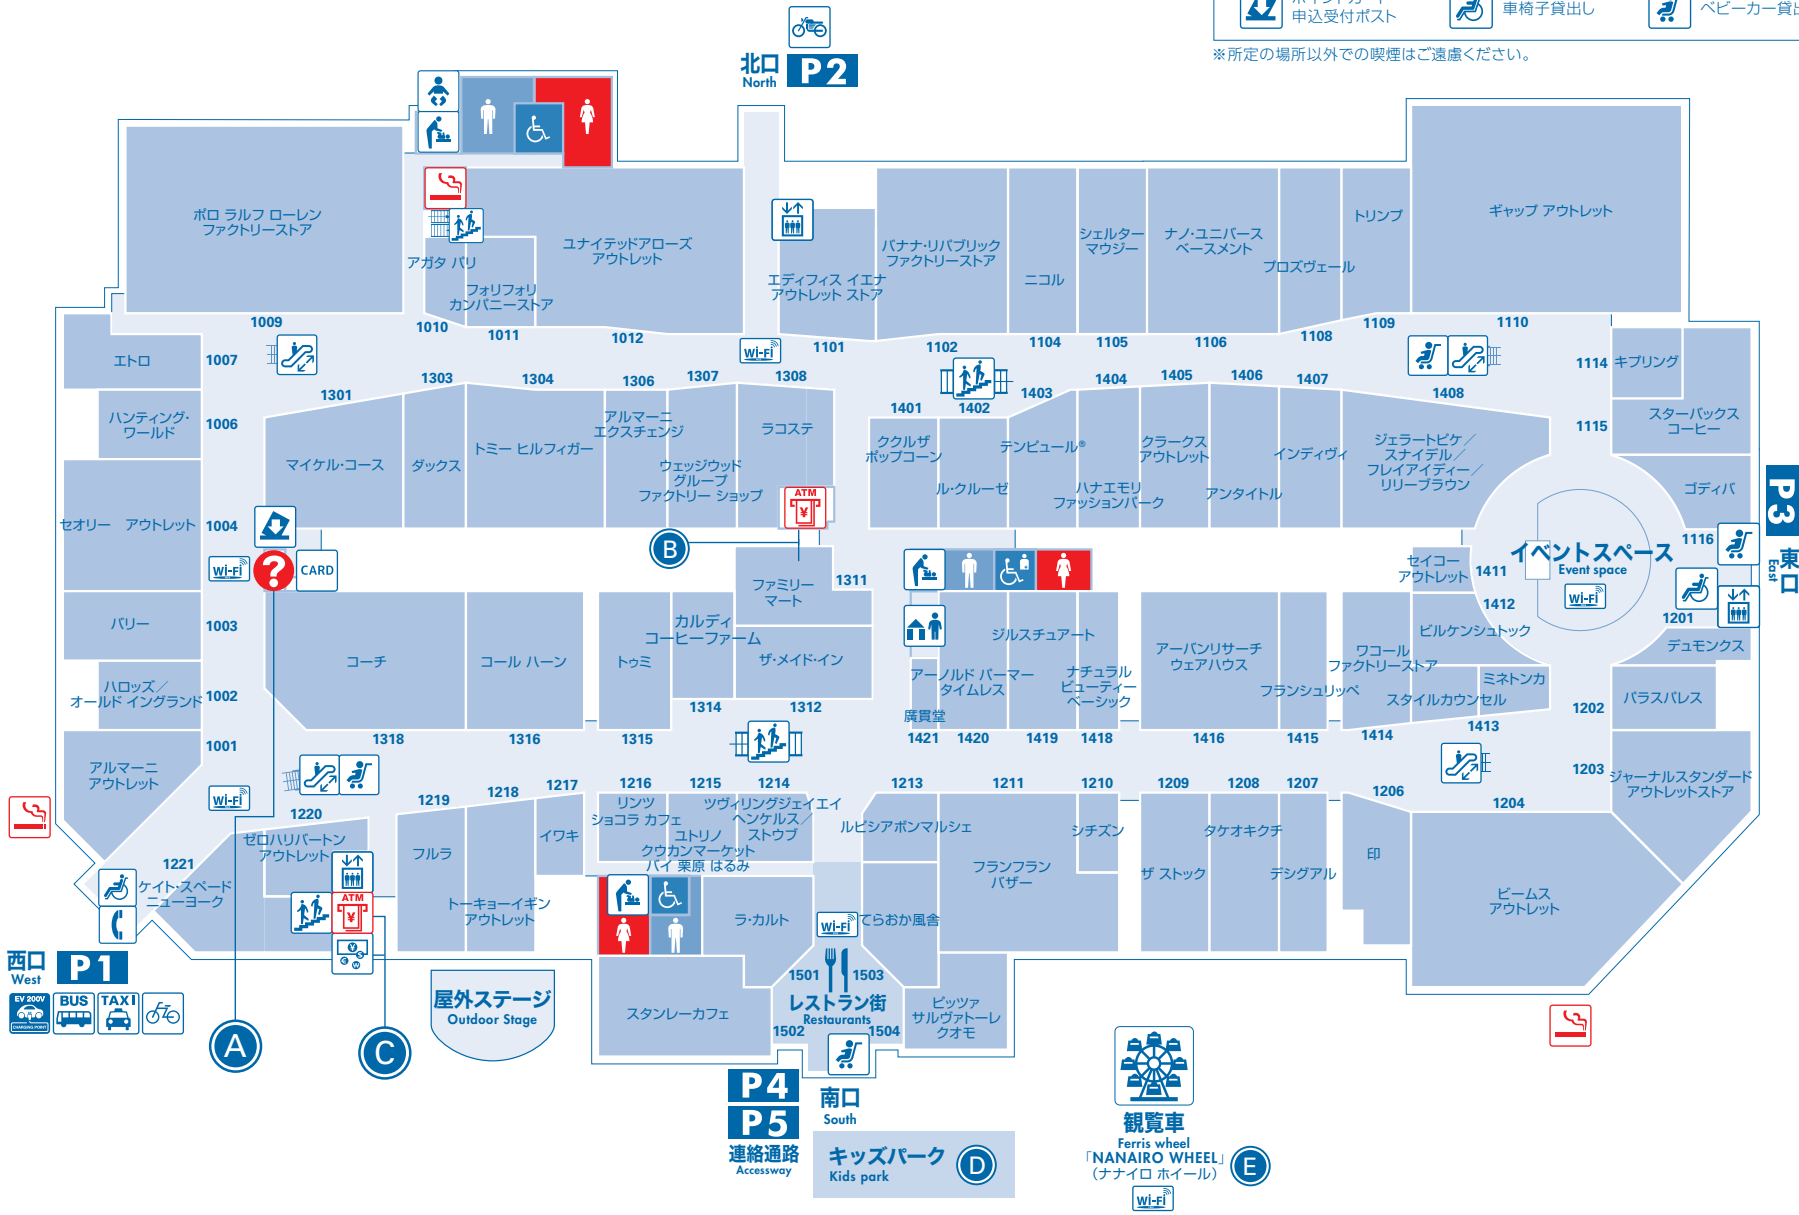 ポイントカード
申込受付ポスト
車椅子貸出し
ベビーカー貸出
※所定の場所以外での喫煙はご遠慮ください。
北口
North
P2
ポロ ラルフ ローレン
ファクトリーストア
1009
アガタ パリ
1010
フォリフォリ
カンパニーストア
1011
ユナイテッドアローズ
アウトレット
1012
エディフィス イエナ
アウトレット ストア
1101
バナナ・リパブリック
ファクトリーストア
1102
ニコル
1104
シェルター
マウジー
1105
ナノ・ユニバース
ベースメント
1106
プロズヴェール
1108
トリンプ
1109
ギャップ アウトレット
1110
Wi-Fi
エトロ
1007
ハンティング・
ワールド
1006
セオリー アウトレット
1004
バリー
1003
ハロッズ／
オールド イングランド
1002
アルマーニ
アウトレット
1001
1301
マイケル・コース
1303
ダックス
1304
トミー ヒルフィガー
1306
アルマーニ
エクスチェンジ
1307
ウェッジウッド
グループ
ファクトリー ショップ
1308
ラコステ
ATM
¥
B
1401
ククルザ
ポップコーン
1402
ル・クルーゼ
1403
テンピュール®
1404
ハナエモリ
ファッションパーク
1405
クラークス
アウトレット
1406
アンタイトル
1407
インディヴィ
1408
ジェラートピケ／
スナイデル／
フレイアイディー／
リリーブラウン
1114
キプリング
1115
スターバックス
コーヒー
ゴディバ
1116
P3
東口
East
イベントスペース
Event space
Wi-Fi
Wi-Fi
?
CARD
コーチ
1318
コール ハーン
1316
トゥミ
1315
カルディ
コーヒーファーム
1314
ファミリー
マート
1311
ザ・メイド・イン
1312
廣貫堂
1421
アーノルド パーマー
タイムレス
1420
ジルスチュアート
1419
ナチュラル
ビューティー
ベーシック
1418
アーバンリサーチ
ウェアハウス
1416
フランシュリッペ
1415
ワコール
ファクトリーストア
1414
スタイルカウンセル
1413
ミネトンカ
セイコー
アウトレット
1411
1412
ビルケンシュトック
1201
デュモンクス
1202
パラスパレス
1203
ジャーナルスタンダード
アウトレットストア
Wi-Fi
1221
ケイト・スペード
ニューヨーク
1220
ゼロハリバートン
アウトレット
ATM
¥
1219
フルラ
1218
トーキョーイギン
アウトレット
1217
イワキ
1216
リンツ
ショコラ カフェ
1215
ユトリノ
クウカンマーケット
バイ 栗原 はるみ
1214
ツヴィリングジェイエイ
ヘンケルス／
ストウブ
1213
ルピシアボンマルシェ
1211
フランフラン
バザー
1210
シチズン
1209
ザ ストック
1208
タケオキクチ
1207
デシグアル
1206
印
1204
ビームス
アウトレット
ラ・カルト
Wi-Fi
てらおか風舎
1501
1503
レストラン街
Restaurants
1502
1504
スタンレーカフェ
ピッツァ
サルヴァトーレ
クオモ
西口
West
P1
EV 200V
CHARGING POINT
BUS
TAXI
A
C
屋外ステージ
Outdoor Stage
P4
P5
連絡通路
Accessway
南口
South
キッズパーク
Kids park
D
観覧車
Ferris wheel
「NANAIRO WHEEL」
（ナナイロ ホイール）
E
Wi-Fi